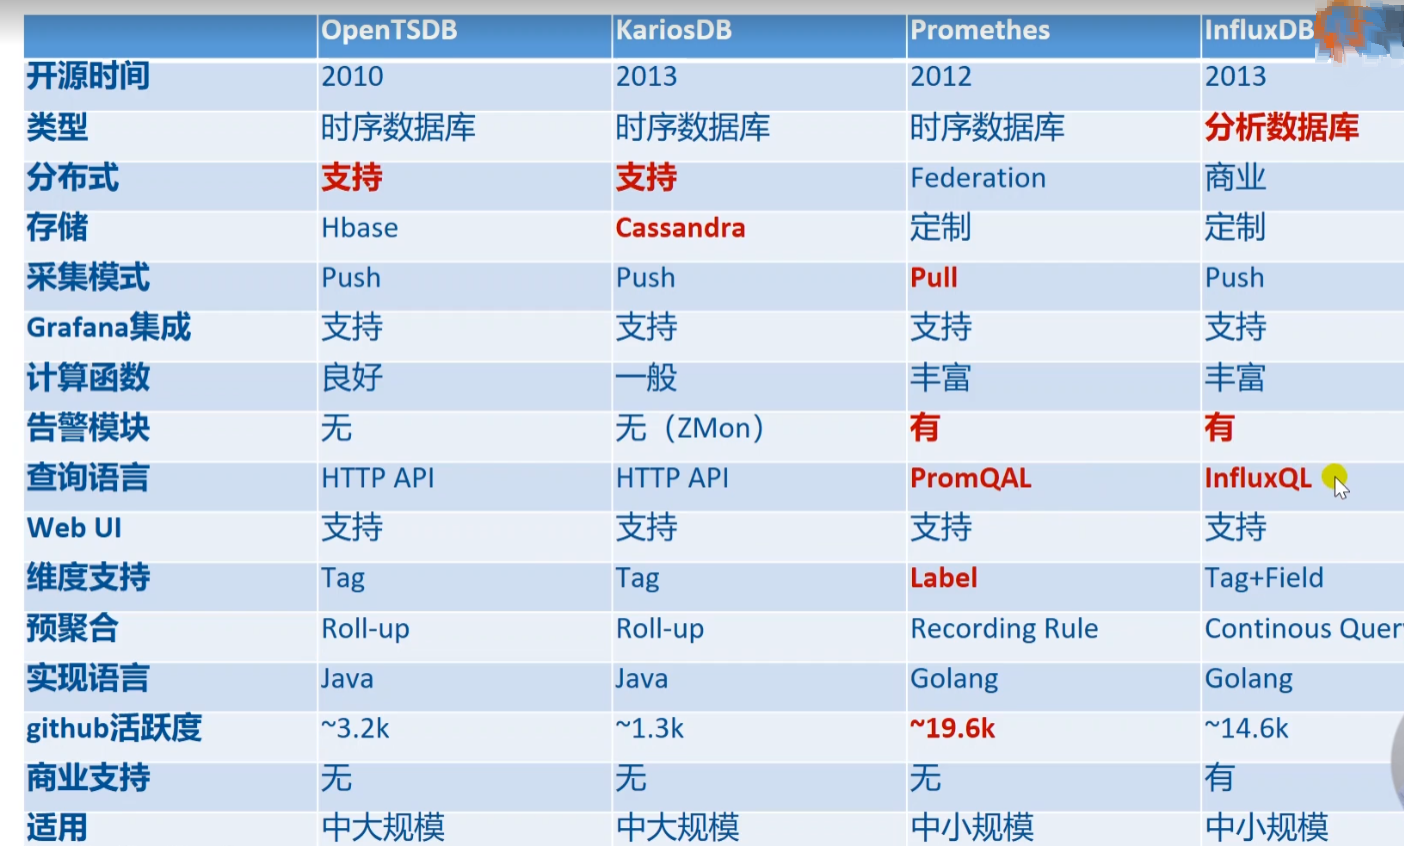 OpenTSDB KariosDB Promethes InfluxDB
开源时间 2010 2013 2012 2013
类型 时序数据库 时序数据库 时序数据库 分析数据库
分布式 支持 支持 Federation 商业
存储 Hbase Cassandra 定制 定制
采集模式 Push Push Pull Push
Grafana集成 支持 支持 支持 支持
计算函数 良好 一般 丰富 丰富
告警模块 无 无（ZMon） 有 有
查询语言 HTTP API HTTP API PromQAL InfluxQL
Web UI 支持 支持 支持 支持
维度支持 Tag Tag Label Tag+Field
预聚合 Roll-up Roll-up Recording Rule Continous Quer
实现语言 Java Java Golang Golang
github活跃度 ~3.2k ~1.3k ~19.6k ~14.6k
商业支持 无 无 无 有
适用 中大规模 中大规模 中小规模 中小规模